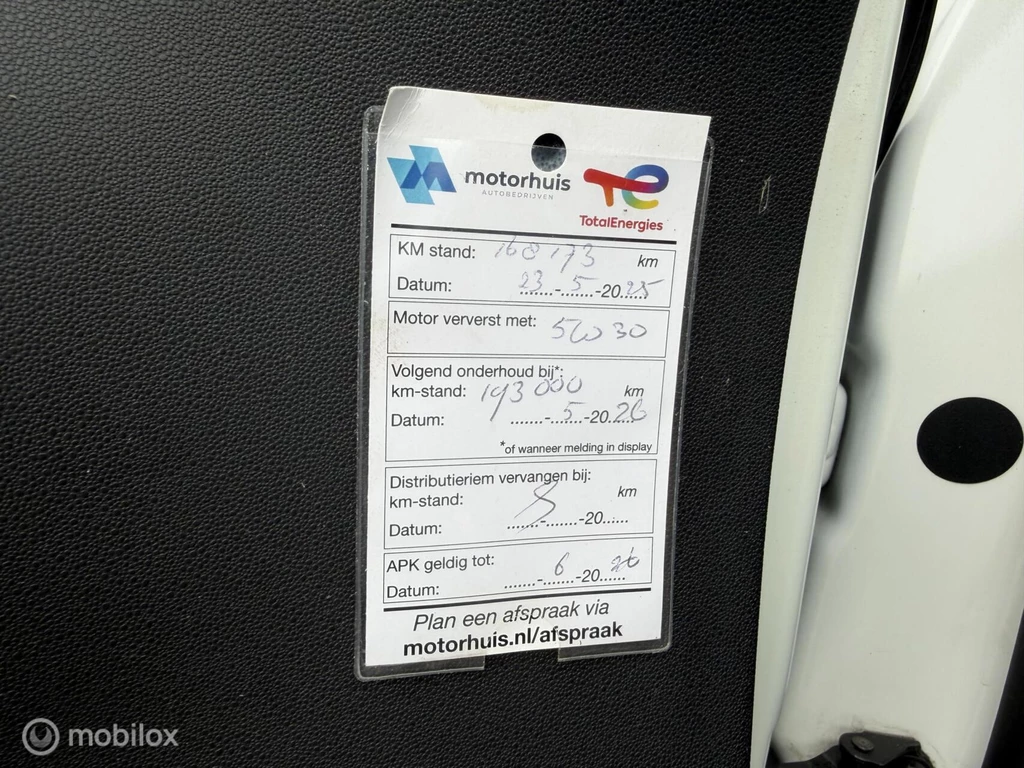 motorhuis
AUTOBEDRIJVEN
TotalEnergies
KM stand: 168173 km
Datum: 23-5-2025
Motor ververst met: 5W30
Volgend onderhoud bij*:
km-stand: 193000 km
Datum: .......-5-2026
*of wanneer melding in display
Distributieriem vervangen bij:
km-stand: km
Datum: .......-.......-20......
APK geldig tot:
Datum: .......-6-2026
Plan een afspraak via
motorhuis.nl/afspraak
mobilox